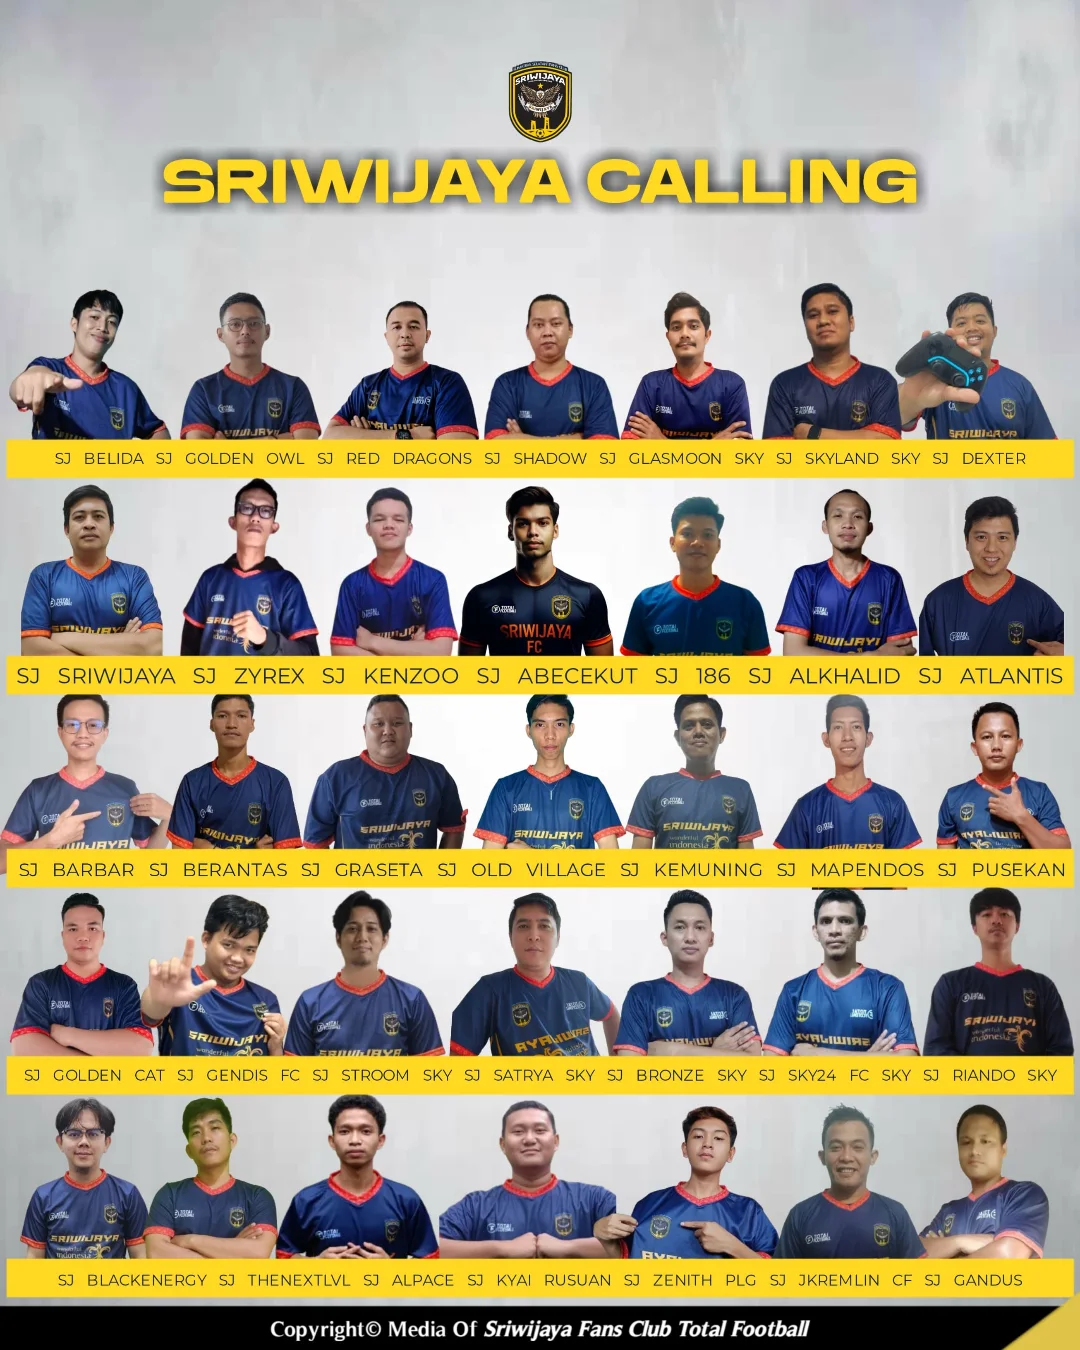 SRIWIJAYA
SRIWIJAYA CALLING
SJ BELIDA SJ GOLDEN OWL SJ RED DRAGONS SJ SHADOW SJ GLASMOON SKY SJ SKYLAND SKY SJ DEXTER
SRIWIJAYA
FC
SJ SRIWIJAYA SJ ZYREX SJ KENZOO SJ ABECEKUT SJ 186 SJ ALKHALID SJ ATLANTIS
SJ BARBAR SJ BERANTAS SJ GRASETA SJ OLD VILLAGE SJ KEMUNING SJ MAPENDOS SJ PUSEKAN
SJ GOLDEN CAT SJ GENDIS FC SJ STROOM SKY SJ SATRYA SKY SJ BRONZE SKY SJ SKY24 FC SKY SJ RIANDO SKY
SJ BLACKENERGY SJ THENEXTLVL SJ ALPACE SJ KYAI RUSUAN SJ ZENITH PLG SJ JKREMLIN CF SJ GANDUS
Copyright© Media Of Sriwijaya Fans Club Total Football